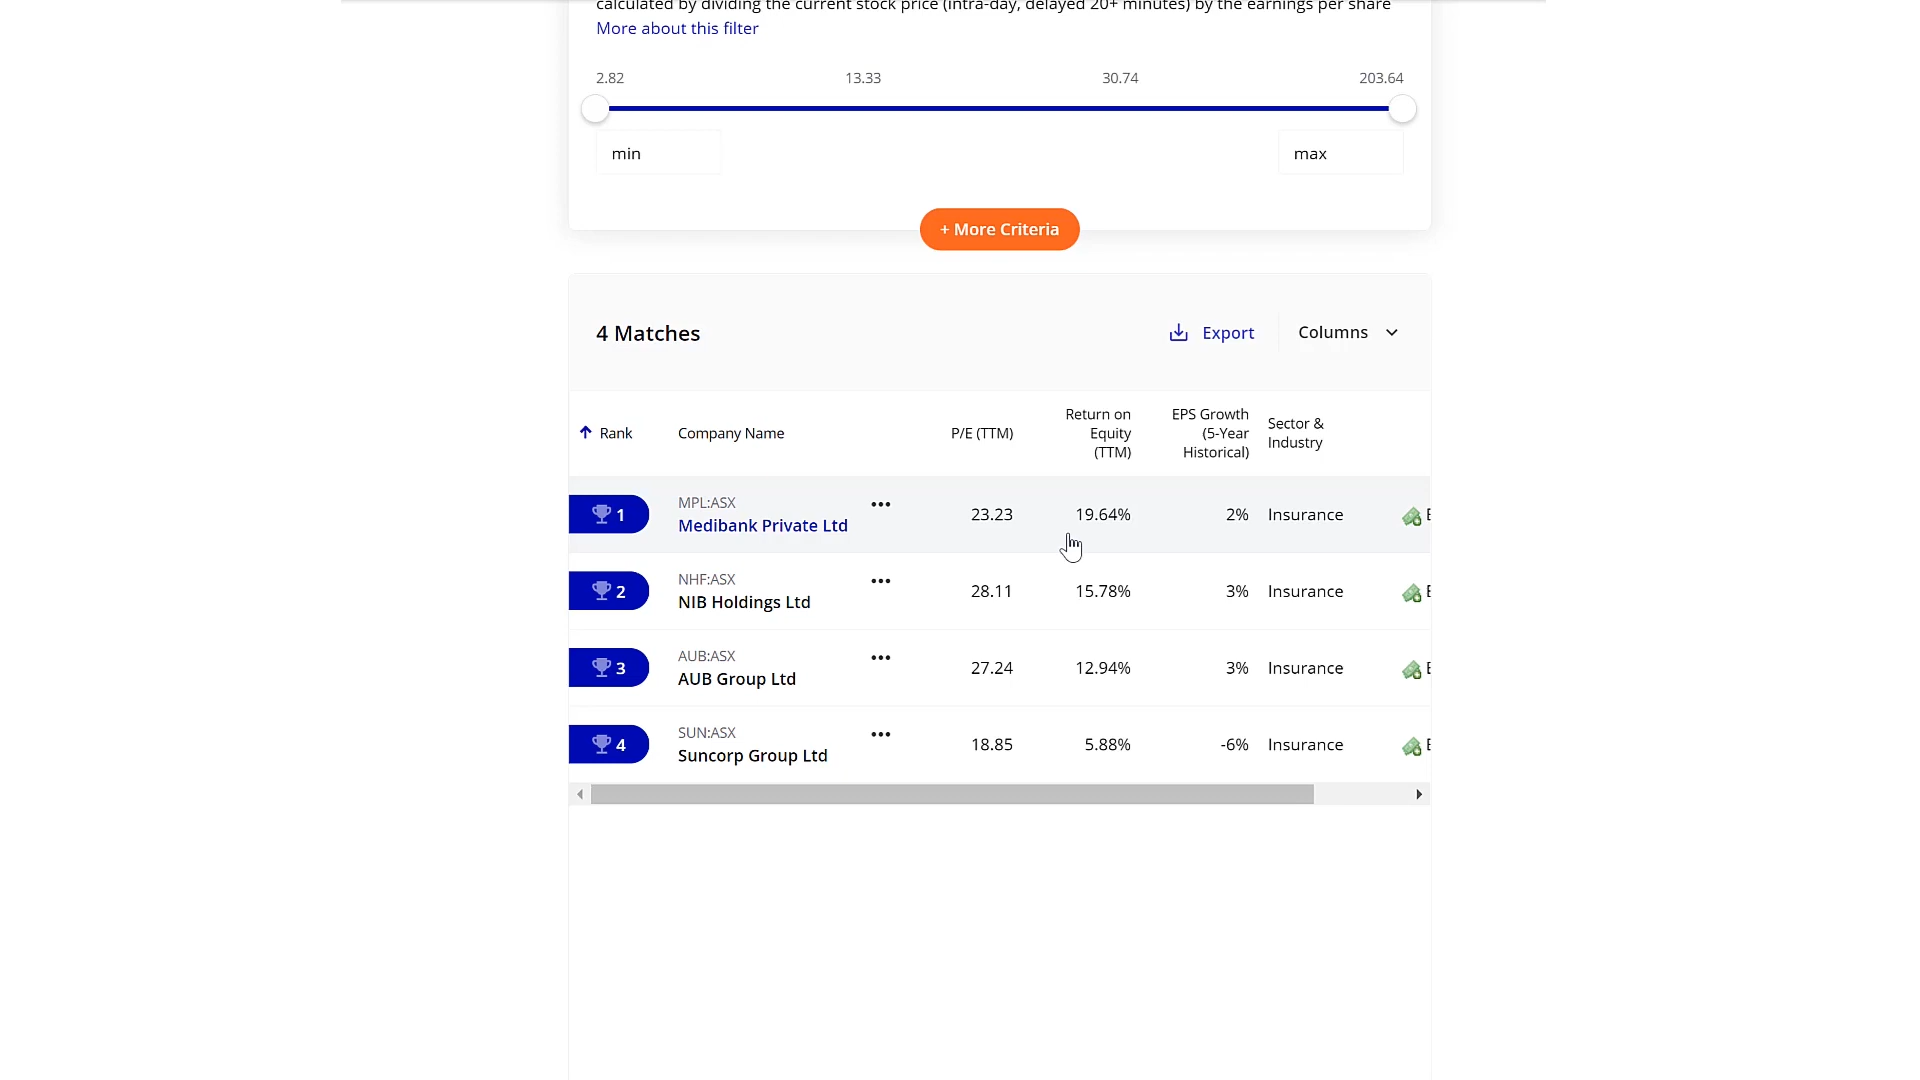 calculated by dividing the current stock price (intra-day, delayed 20+ minutes) by the earnings per share
More about this filter
2.82 13.33 30.74 203.64
min max
+ More Criteria
4 Matches Export Columns
Rank Company Name P/E (TTM) Return on Equity (TTM) EPS Growth (5-Year Historical) Sector & Industry
1 MPL:ASX
Medibank Private Ltd 23.23 19.64% 2% Insurance
2 NHF:ASX
NIB Holdings Ltd 28.11 15.78% 3% Insurance
3 AUB:ASX
AUB Group Ltd 27.24 12.94% 3% Insurance
4 SUN:ASX
Suncorp Group Ltd 18.85 5.88% -6% Insurance